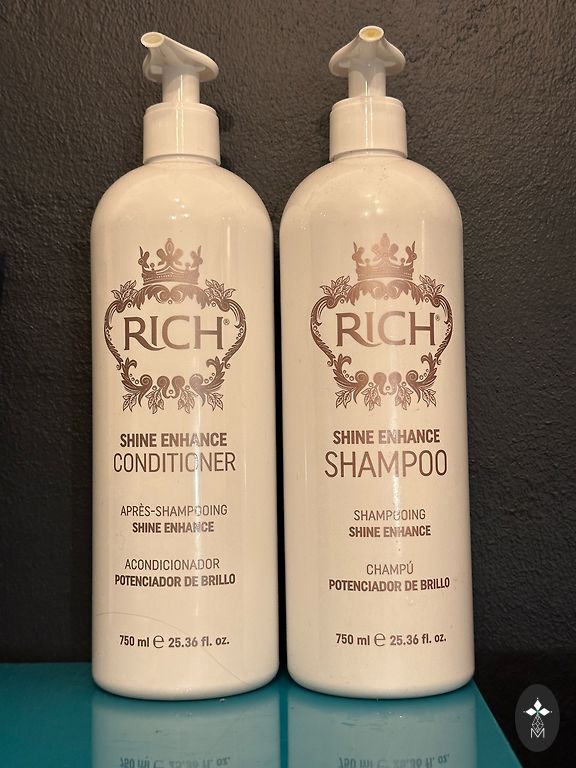 RICH®
SHINE ENHANCE
CONDITIONER
APRÈS-SHAMPOOING
SHINE ENHANCE
ACONDICIONADOR
POTENCIADOR DE BRILLO
750 ml ℮ 25.36 fl. oz.
RICH®
SHINE ENHANCE
SHAMPOO
SHAMPOOING
SHINE ENHANCE
CHAMPÚ
POTENCIADOR DE BRILLO
750 ml ℮ 25.36 fl. oz.